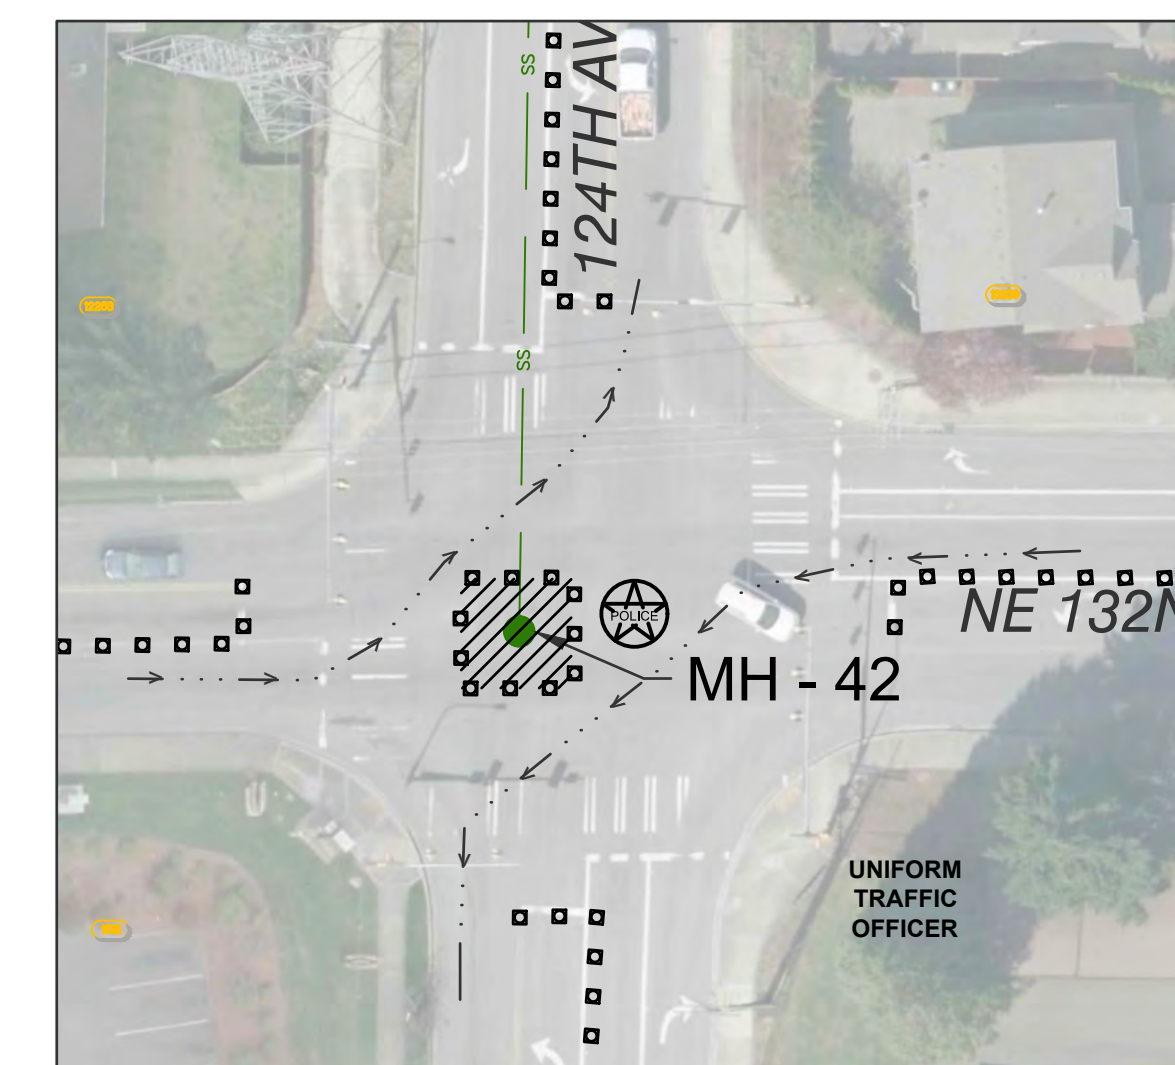 SS
124TH AV
SS
POLICE
NE 132N
MH - 42
UNIFORM
TRAFFIC
OFFICER